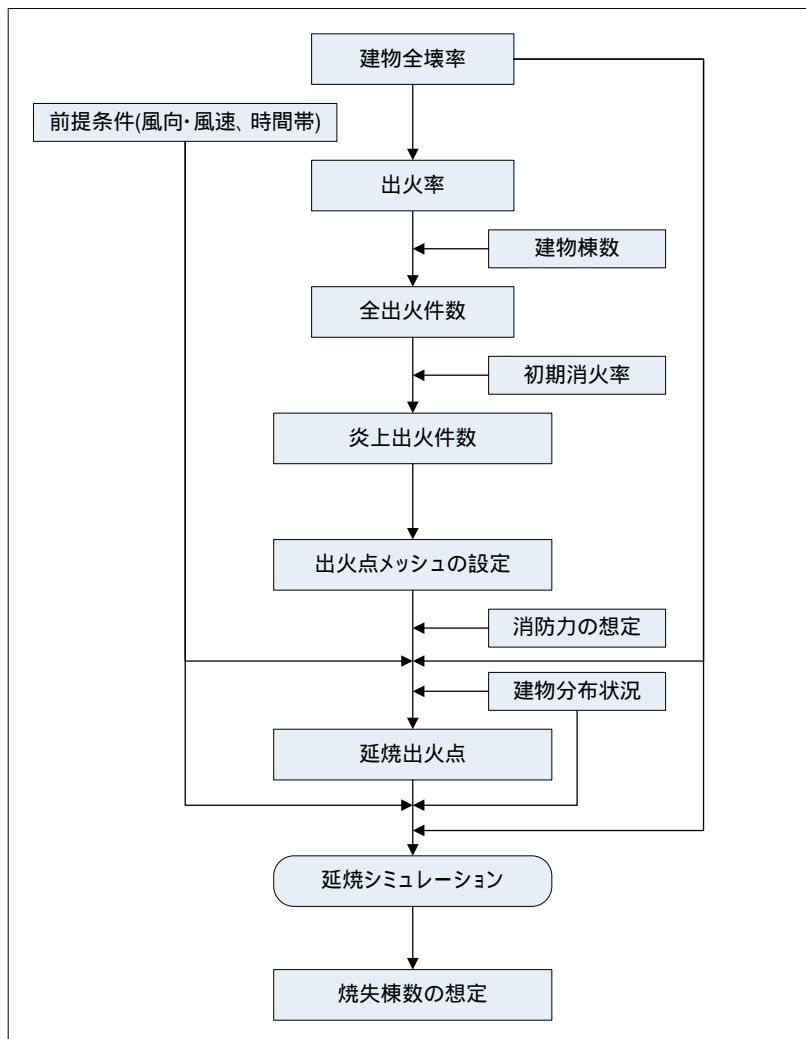 建物全壊率
前提条件(風向・風速、時間帯)
出火率
建物棟数
全出火件数
初期消火率
炎上出火件数
出火点メッシュの設定
消防力の想定
建物分布状況
延焼出火点
延焼シミュレーション
焼失棟数の想定